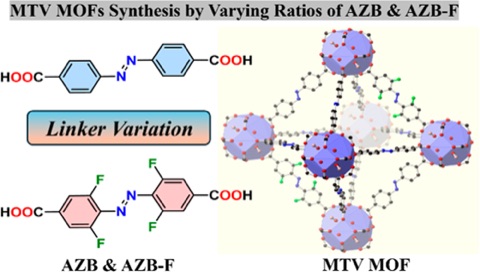 MTV MOFs Synthesis by Varying Ratios of AZB & AZB-F
HOOC
N
N
COOH
Linker Variation
F
F
HOOC
N
N
COOH
F
F
AZB & AZB-F
MTV MOF